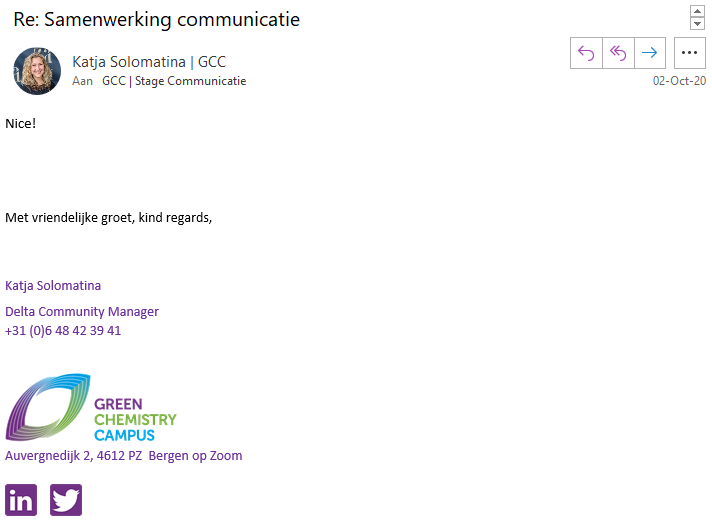 Re: Samenwerking communicatie
Katja Solomatina | GCC
Aan GCC | Stage Communicatie
02-Oct-20
Nice!
Met vriendelijke groet, kind regards,
Katja Solomatina
Delta Community Manager
+31 (0)6 48 42 39 41
GREEN
CHEMISTRY
CAMPUS
Auvergnedijk 2, 4612 PZ  Bergen op Zoom
in